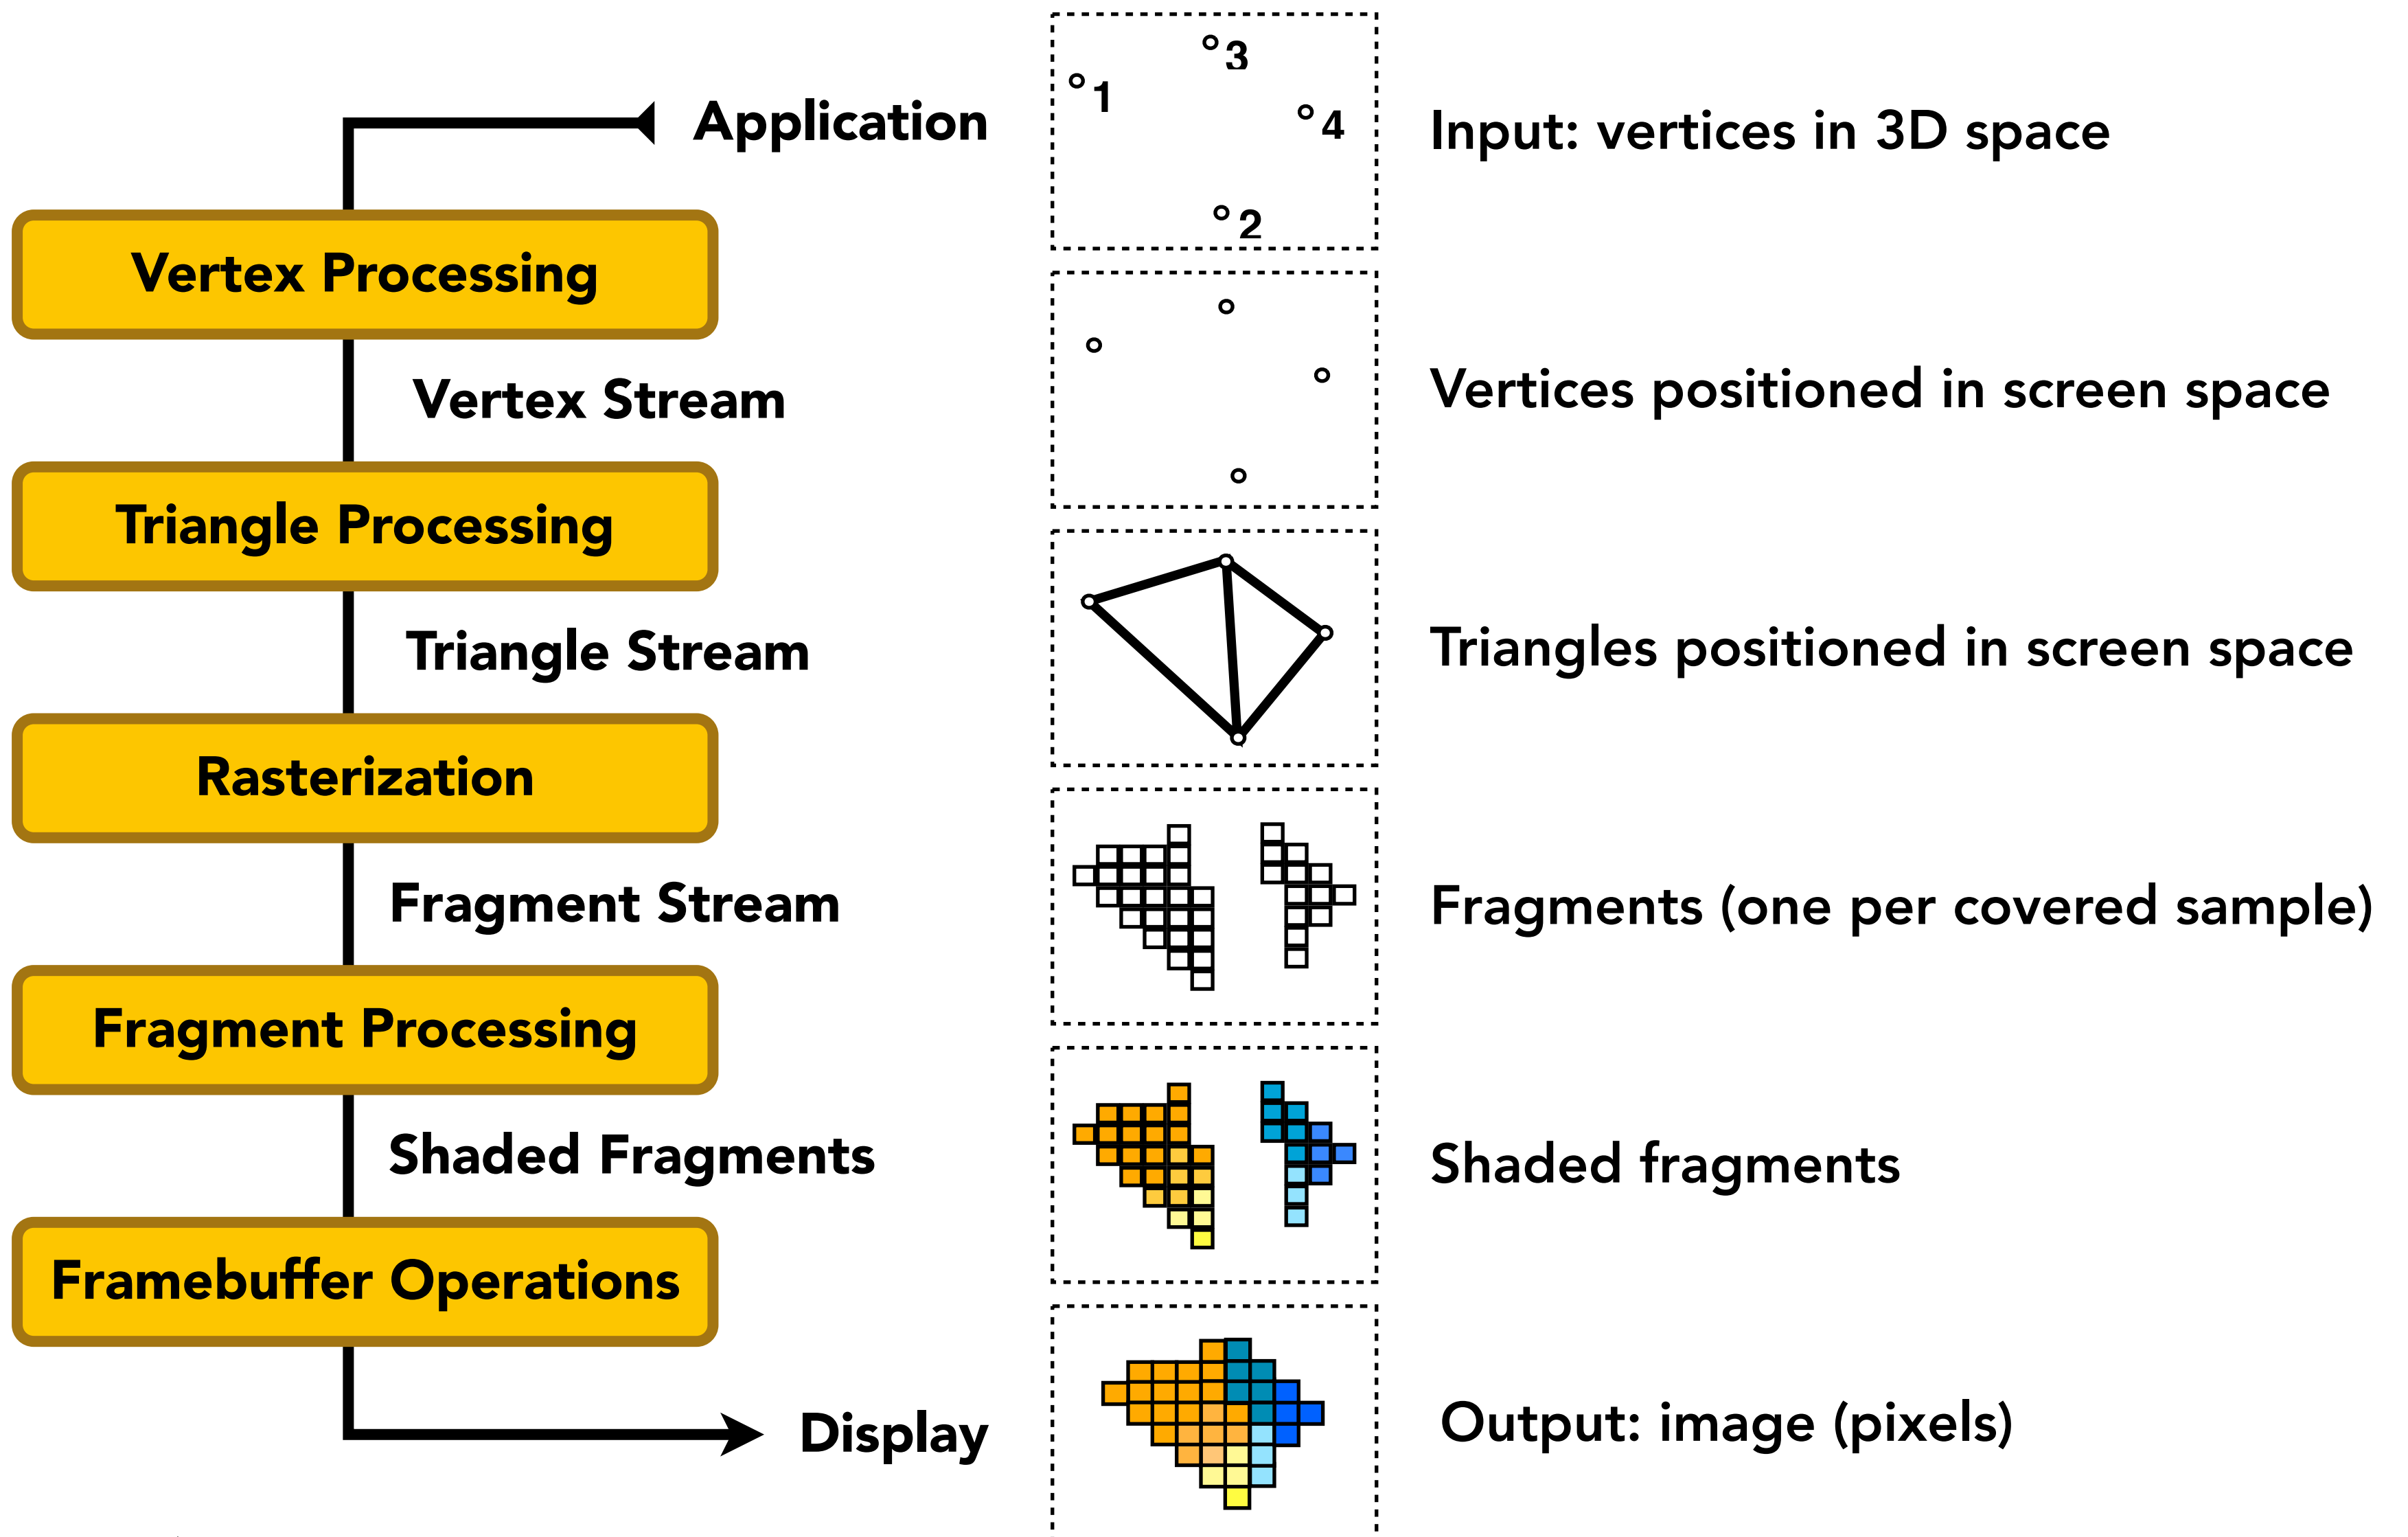 Application
Vertex Processing
Vertex Stream
Triangle Processing
Triangle Stream
Rasterization
Fragment Stream
Fragment Processing
Shaded Fragments
Framebuffer Operations
Display
3
1
4
2
Input: vertices in 3D space
Vertices positioned in screen space
Triangles positioned in screen space
Fragments (one per covered sample)
Shaded fragments
Output: image (pixels)